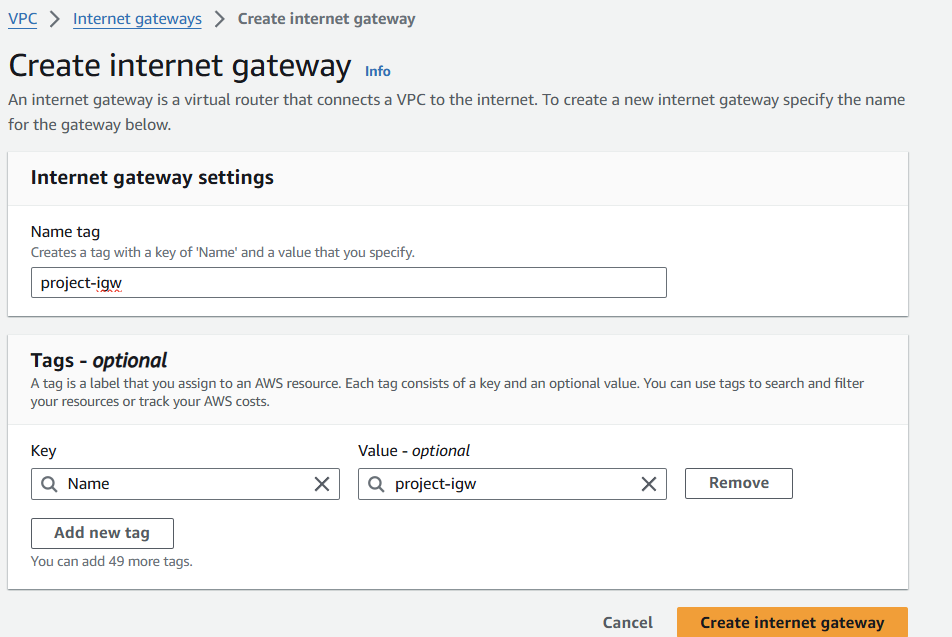 VPC > Internet gateways > Create internet gateway
Create internet gateway Info
An internet gateway is a virtual router that connects a VPC to the internet. To create a new internet gateway specify the name
for the gateway below.
Internet gateway settings
Name tag
Creates a tag with a key of 'Name' and a value that you specify.
project-igw
Tags - optional
A tag is a label that you assign to an AWS resource. Each tag consists of a key and an optional value. You can use tags to search and filter
your resources or track your AWS costs.
Key Value - optional
Name project-igw Remove
Add new tag
You can add 49 more tags.
Cancel Create internet gateway